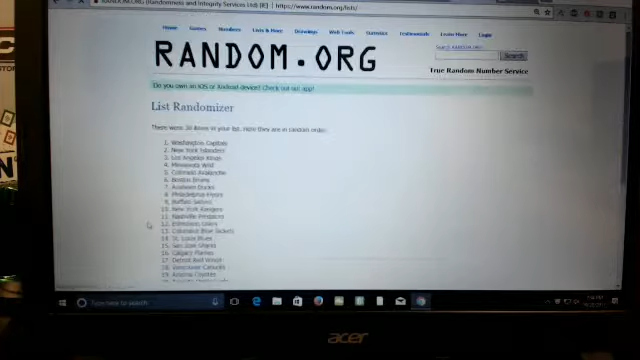 RANDOM.ORG (Randomness and Integrity Services Ltd) [IE] | https://www.random.org/lists/
Home Games Numbers Lists & More Drawings Web Tools Statistics Testimonials Learn More Login
RANDOM.ORG
Search RANDOM.ORG
Search
True Random Number Service
Do you own an iOS or Android device? Check out our app!
List Randomizer
There were 30 items in your list. Here they are in random order:
1. Washington Capitals
2. New York Islanders
3. Los Angeles Kings
4. Minnesota Wild
5. Colorado Avalanche
6. Boston Bruins
7. Anaheim Ducks
8. Philadelphia Flyers
9. Buffalo Sabres
10. New York Rangers
11. Nashville Predators
12. Edmonton Oilers
13. Columbus Blue Jackets
14. St. Louis Blues
15. San Jose Sharks
16. Calgary Flames
17. Detroit Red Wings
18. Vancouver Canucks
19. Arizona Coyotes
Type here to search
acer